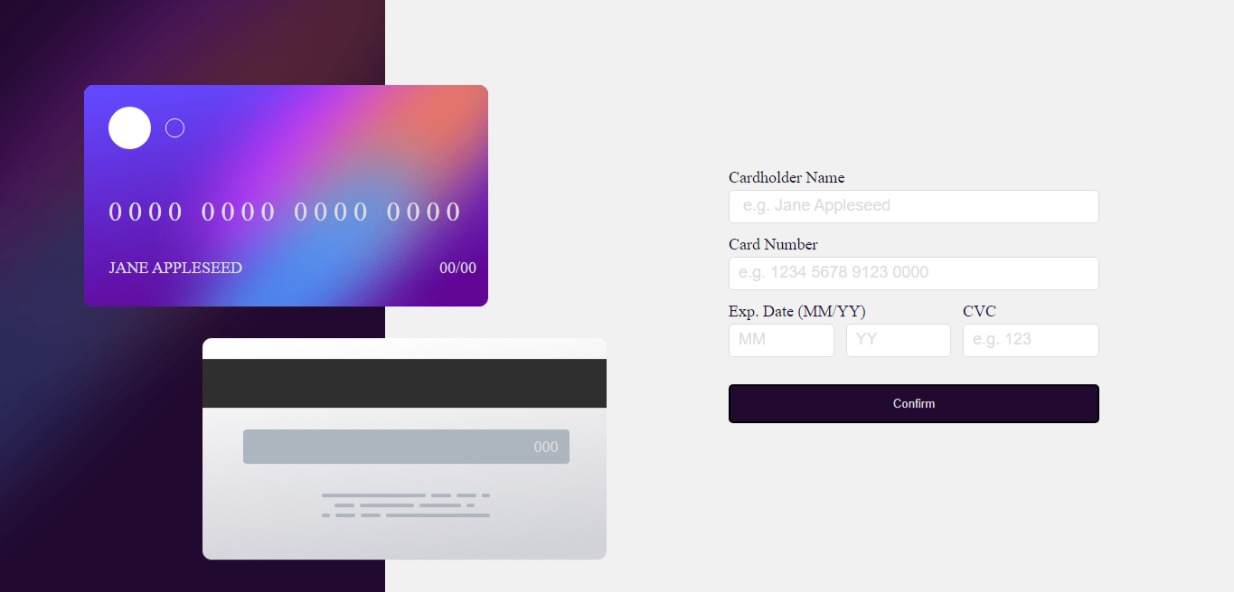 0000 0000 0000 0000
JANE APPLESEED 00/00
000
Cardholder Name
e.g. Jane Appleseed
Card Number
e.g. 1234 5678 9123 0000
Exp. Date (MM/YY) CVC
MM YY e.g. 123
Confirm